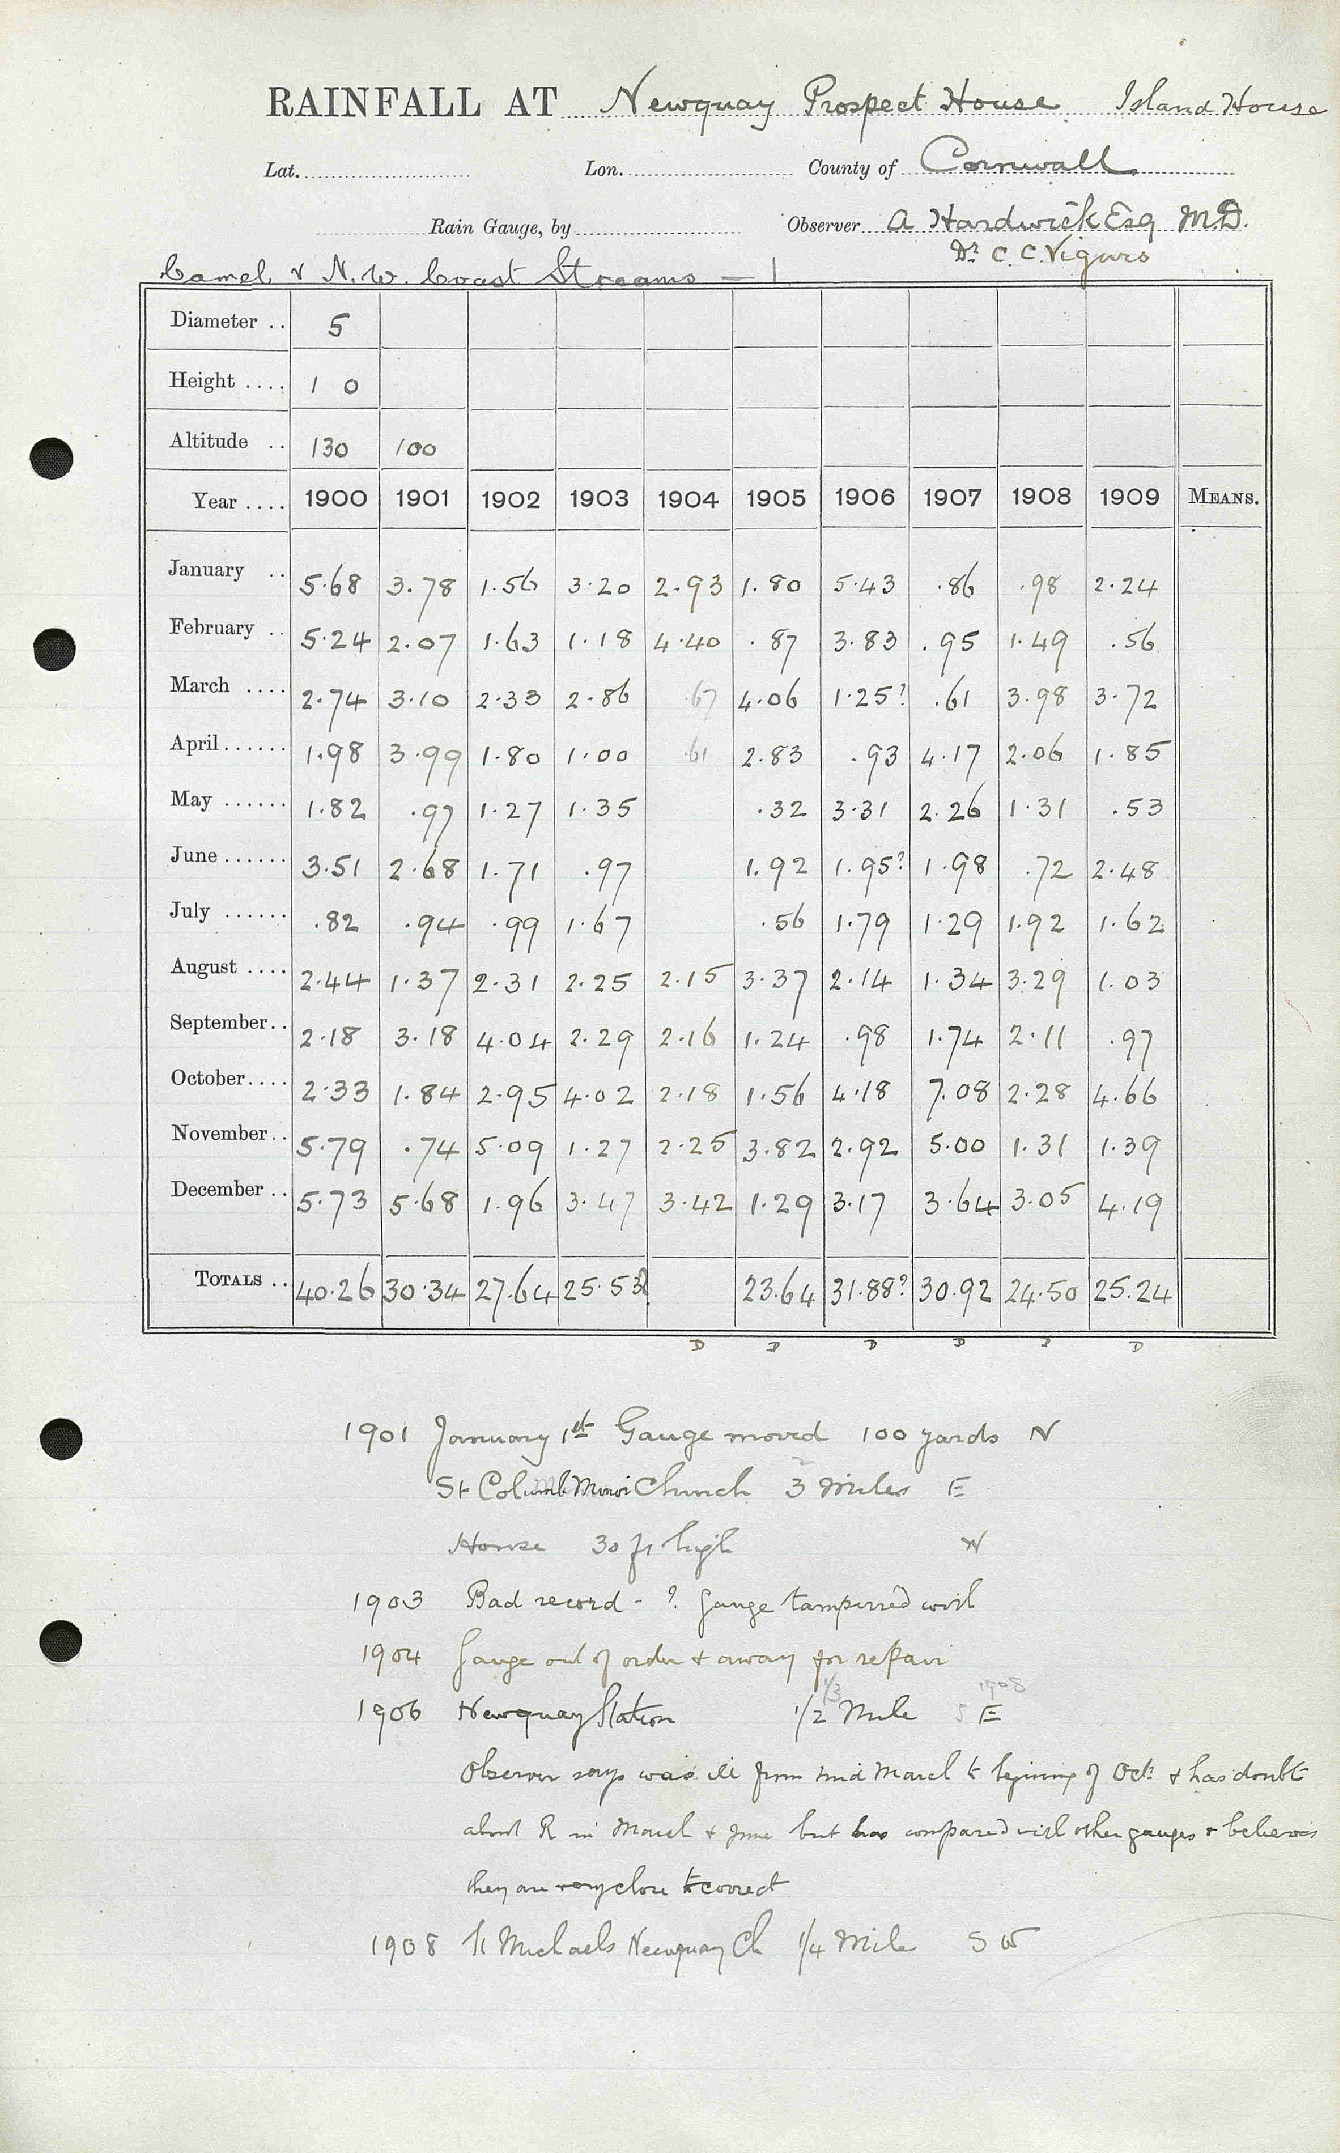 RAINFALL AT Newquay Prospect House Island House
Lat. Lon. County of Cornwall
Rain Gauge, by Observer A Hardwick Esq M.D.
Dr C. C. Vigurs
Camel & N.W. Coast Streams — 1
Diameter .. 5
Height .... 1 0
Altitude .. 130 100
Year .... 1900 1901 1902 1903 1904 1905 1906 1907 1908 1909 MEANS.
January .. 5.68 3.78 1.56 3.20 2.93 1.80 5.43 .86 .98 2.24
February .. 5.24 2.07 1.63 1.18 4.40 .87 3.83 .95 1.49 .56
March .... 2.74 3.10 2.33 2.86 .67 4.06 1.25? .61 3.98 3.72
April ...... 1.98 3.99 1.80 1.00 .61 2.83 .93 4.17 2.06 1.85
May ...... 1.82 .97 1.27 1.35 .32 3.31 2.26 1.31 .53
June ...... 3.51 2.68 1.71 .97 1.92 1.95? 1.98 .72 2.48
July ...... .82 .94 .99 1.67 .56 1.79 1.29 1.92 1.62
August .... 2.44 1.37 2.31 2.25 2.15 3.37 2.14 1.34 3.29 1.03
September .. 2.18 3.18 4.04 2.29 2.16 1.24 .98 1.74 2.11 .97
October .... 2.33 1.84 2.95 4.02 2.18 1.56 4.18 7.08 2.28 4.66
November .. 5.79 .74 5.09 1.27 2.25 3.82 2.92 5.00 1.31 1.39
December .. 5.73 5.68 1.96 3.47 3.42 1.29 3.17 3.64 3.05 4.19
TOTALS .. 40.26 30.34 27.64 25.53 23.64 31.88? 30.92 24.50 25.24
D D D D D D
1901 January 1st Gauge moved 100 yards N
St Columb Minor Church 3 Miles E
House 30 ft high W
1903 Bad record - ? Gauge tamperred with
1904 Gauge out of order & away for repair
1/3 1908
1906 Newquay Station 1/2 Mile S E
Observer says was ill from mid March to begining of Oct. & has doubt
about R in March & June but has compared with other gauges & believes
they are very close to correct
1908 St Michaels Newquay Ch 1/4 Mile S W